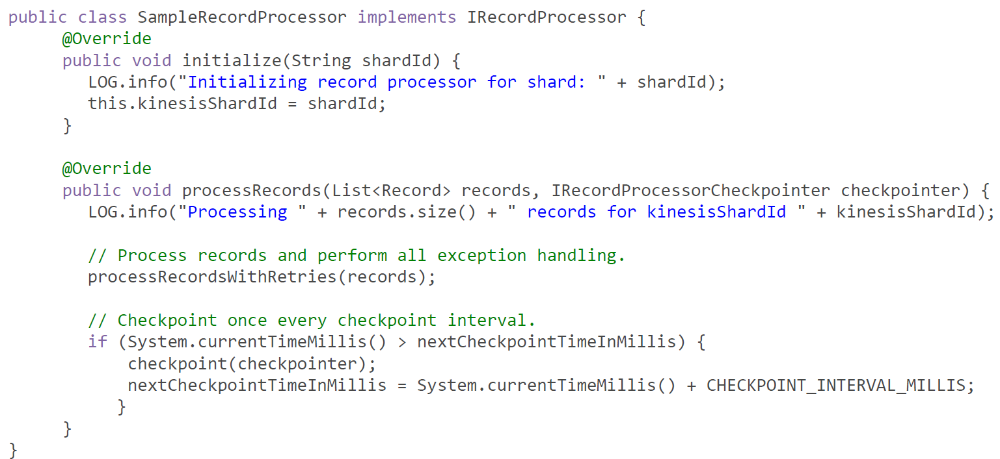 public class SampleRecordProcessor implements IRecordProcessor {
@Override
public void initialize(String shardId) {
LOG.info("Initializing record processor for shard: " + shardId);
this.kinesisShardId = shardId;
}
@Override
public void processRecords(List<Record> records, IRecordProcessorCheckpointer checkpointer) {
LOG.info("Processing " + records.size() + " records for kinesisShardId " + kinesisShardId);
// Process records and perform all exception handling.
processRecordsWithRetries(records);
// Checkpoint once every checkpoint interval.
if (System.currentTimeMillis() > nextCheckpointTimeInMillis) {
checkpoint(checkpointer);
nextCheckpointTimeInMillis = System.currentTimeMillis() + CHECKPOINT_INTERVAL_MILLIS;
}
}
}